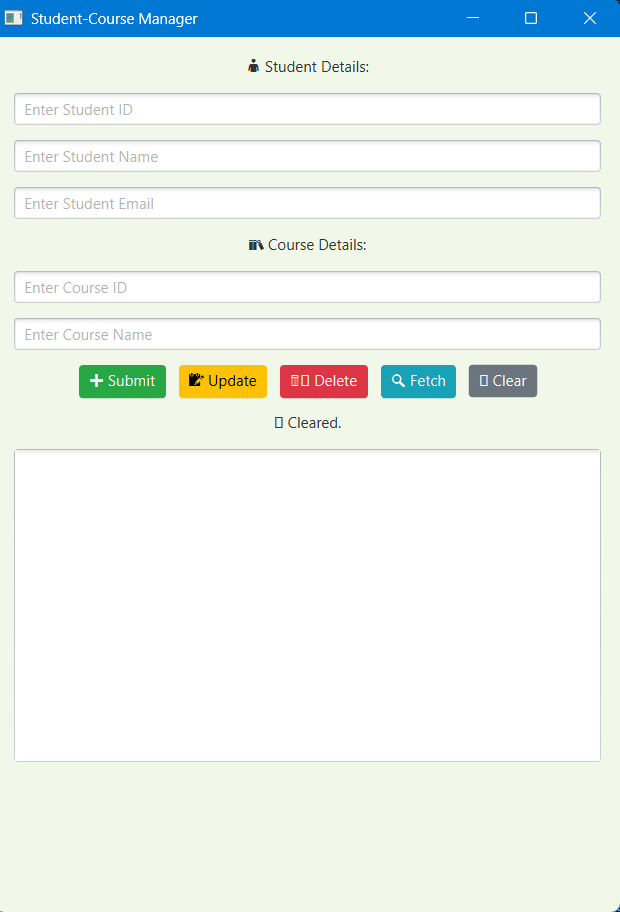 Student-Course Manager
Student Details:
Enter Student ID
Enter Student Name
Enter Student Email
Course Details:
Enter Course ID
Enter Course Name
Submit Update Delete Fetch Clear
Cleared.